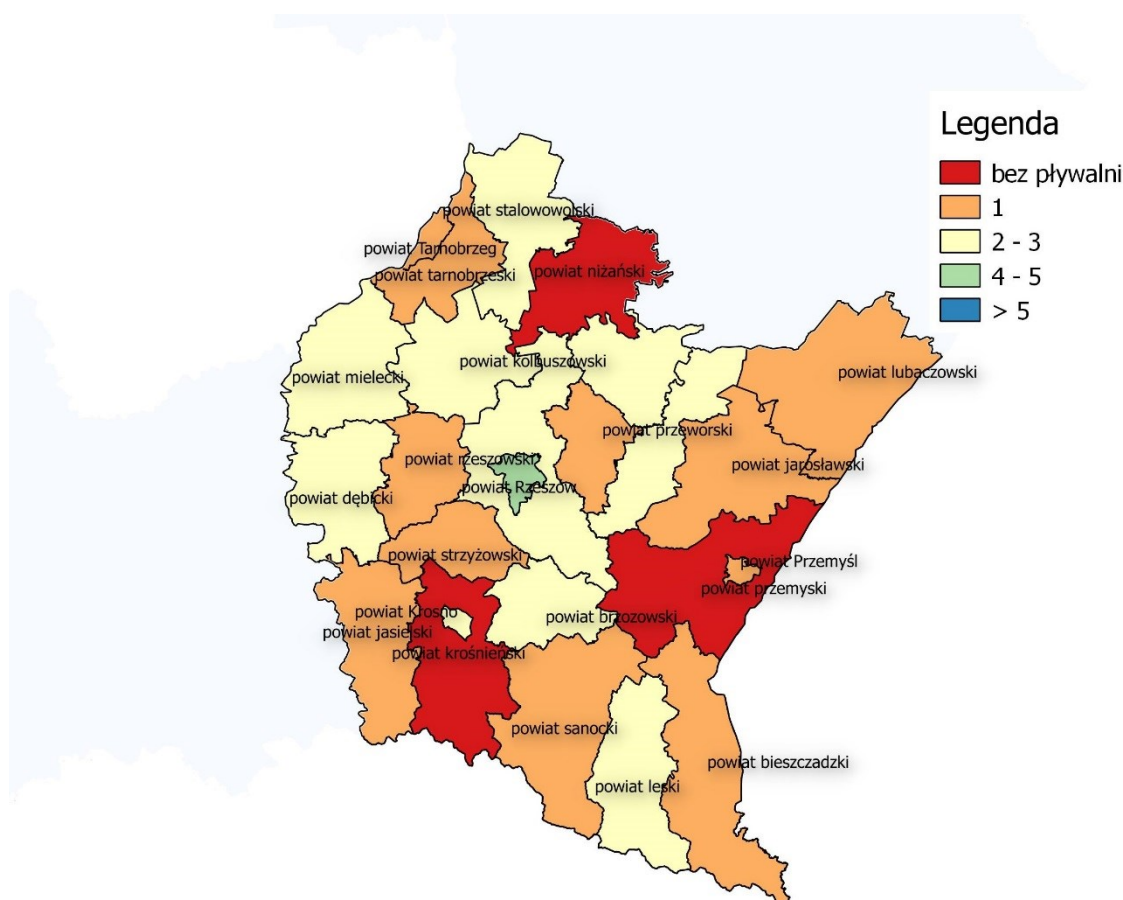 Legenda
bez pływalni
1
2 - 3
4 - 5
> 5
powiat stalowowolski
powiat Tarnobrzeg
powiat tarnobrzeski
powiat niżański
powiat kolbuszowski
powiat mielecki
powiat lubaczowski
powiat przeworski
powiat rzeszowski
powiat jarosławski
powiat Rzeszów
powiat dębicki
powiat strzyżowski
powiat Przemyśl
powiat przemyski
powiat Krosno
powiat brzozowski
powiat jasielski
powiat krośnieński
powiat sanocki
powiat bieszczadzki
powiat leski